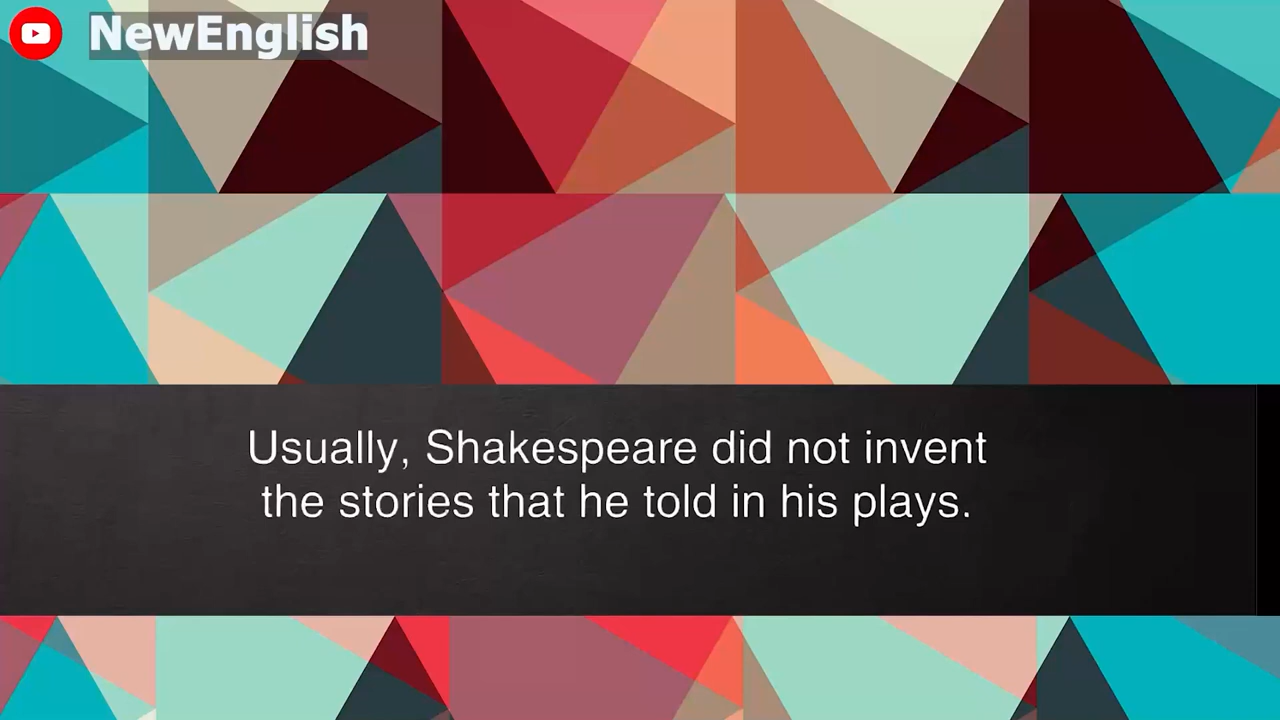 NewEnglish
Usually, Shakespeare did not invent
the stories that he told in his plays.